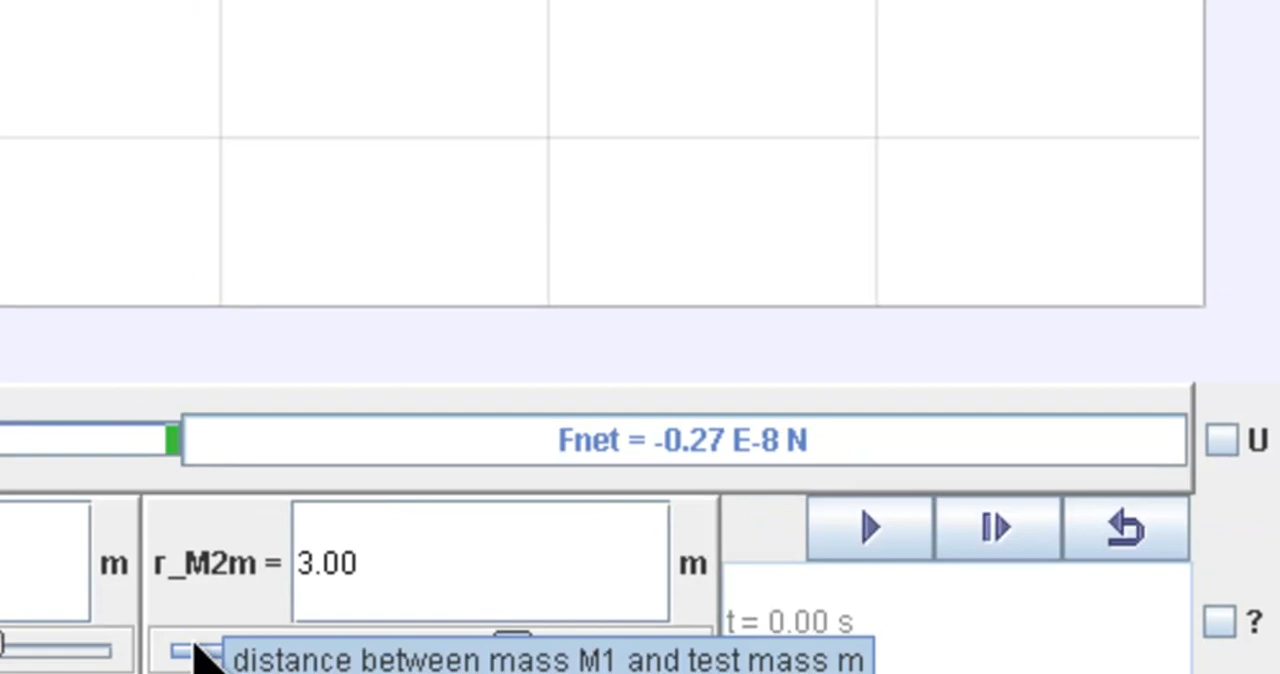 Fnet = -0.27 E-8 N
U
m
r_M2m =
3.00
m
t = 0.00 s
?
distance between mass M1 and test mass m